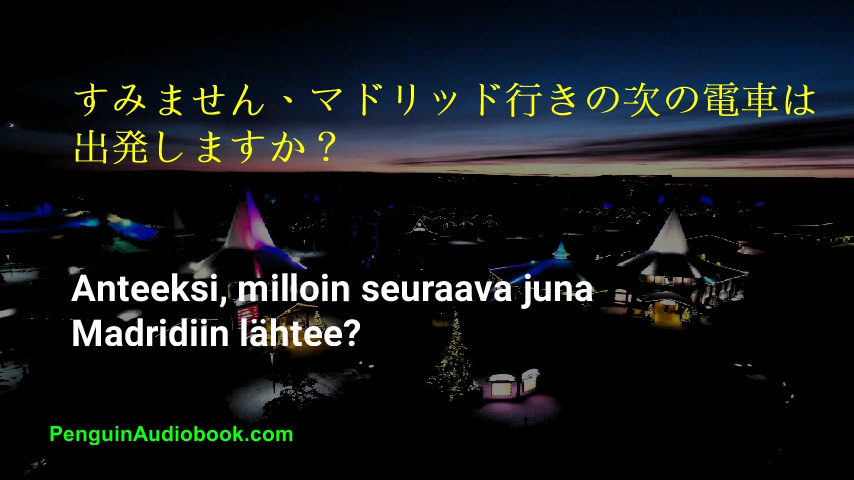 すみません、マドリッド行きの次の電車は
出発しますか？
Anteeksi, milloin seuraava juna
Madridiin lähtee?
PenguinAudiobook.com